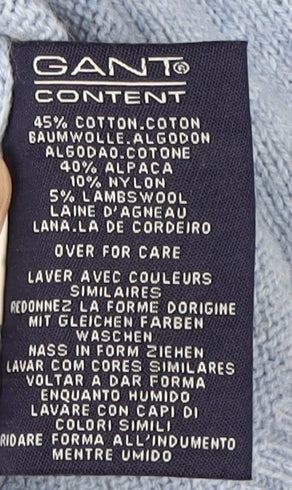 GANT®
CONTENT
45% COTTON.COTON
BAUMWOLLE.ALGODON
ALGODAO.COTONE
40% ALPACA
10% NYLON
5% LAMBSWOOL
LAINE D'AGNEAU
LANA.LA DE CORDEIRO
OVER FOR CARE
LAVER AVEC COULEURS
SIMILAIRES
REDONNEZ LA FORME DORIGINE
MIT GLEICHEN FARBEN
WASCHEN
NASS IN FORM ZIEHEN
LAVAR COM CORES SIMILARES
VOLTAR A DAR FORMA
ENQUANTO HUMIDO
LAVARE CON CAPI DI
COLORI SIMILI
RIDARE FORMA ALL'INDUMENTO
MENTRE UMIDO